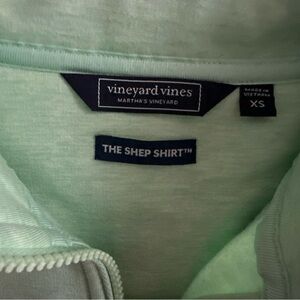 vineyard vines
MARTHA'S VINEYARD
MADE IN
VIETNAM
XS
THE SHEP SHIRT™